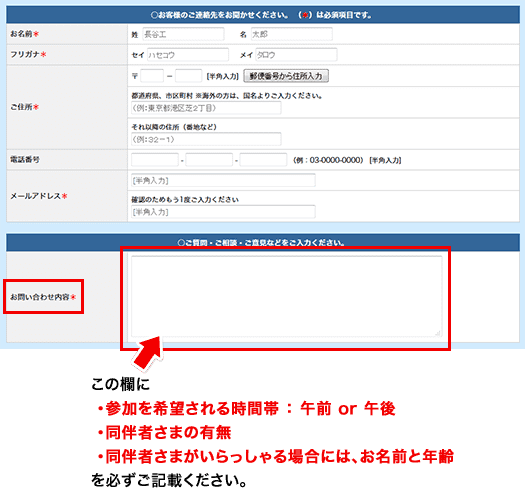 ○お客様のご連絡先をお聞かせください。（＊）は必須項目です。
お名前＊ 姓 長谷工 名 太郎
フリガナ＊ セイ ハセコウ メイ タロウ
〒 － [半角入力] 郵便番号から住所入力
ご住所＊
都道府県、市区町村 ※海外の方は、国名よりご入力ください。
(例:東京都港区芝2丁目)
それ以降の住所（番地など）
(例:32－1)
電話番号 - - （例：03-0000-0000） [半角入力]
メールアドレス＊
[半角入力]
確認のためもう1度ご入力ください
[半角入力]
○ご質問・ご相談・ご意見などをご入力ください。
お問い合わせ内容＊
この欄に
・参加を希望される時間帯 ： 午前 or 午後
・同伴者さまの有無
・同伴者さまがいらっしゃる場合には、お名前と年齢
を必ずご記載ください。